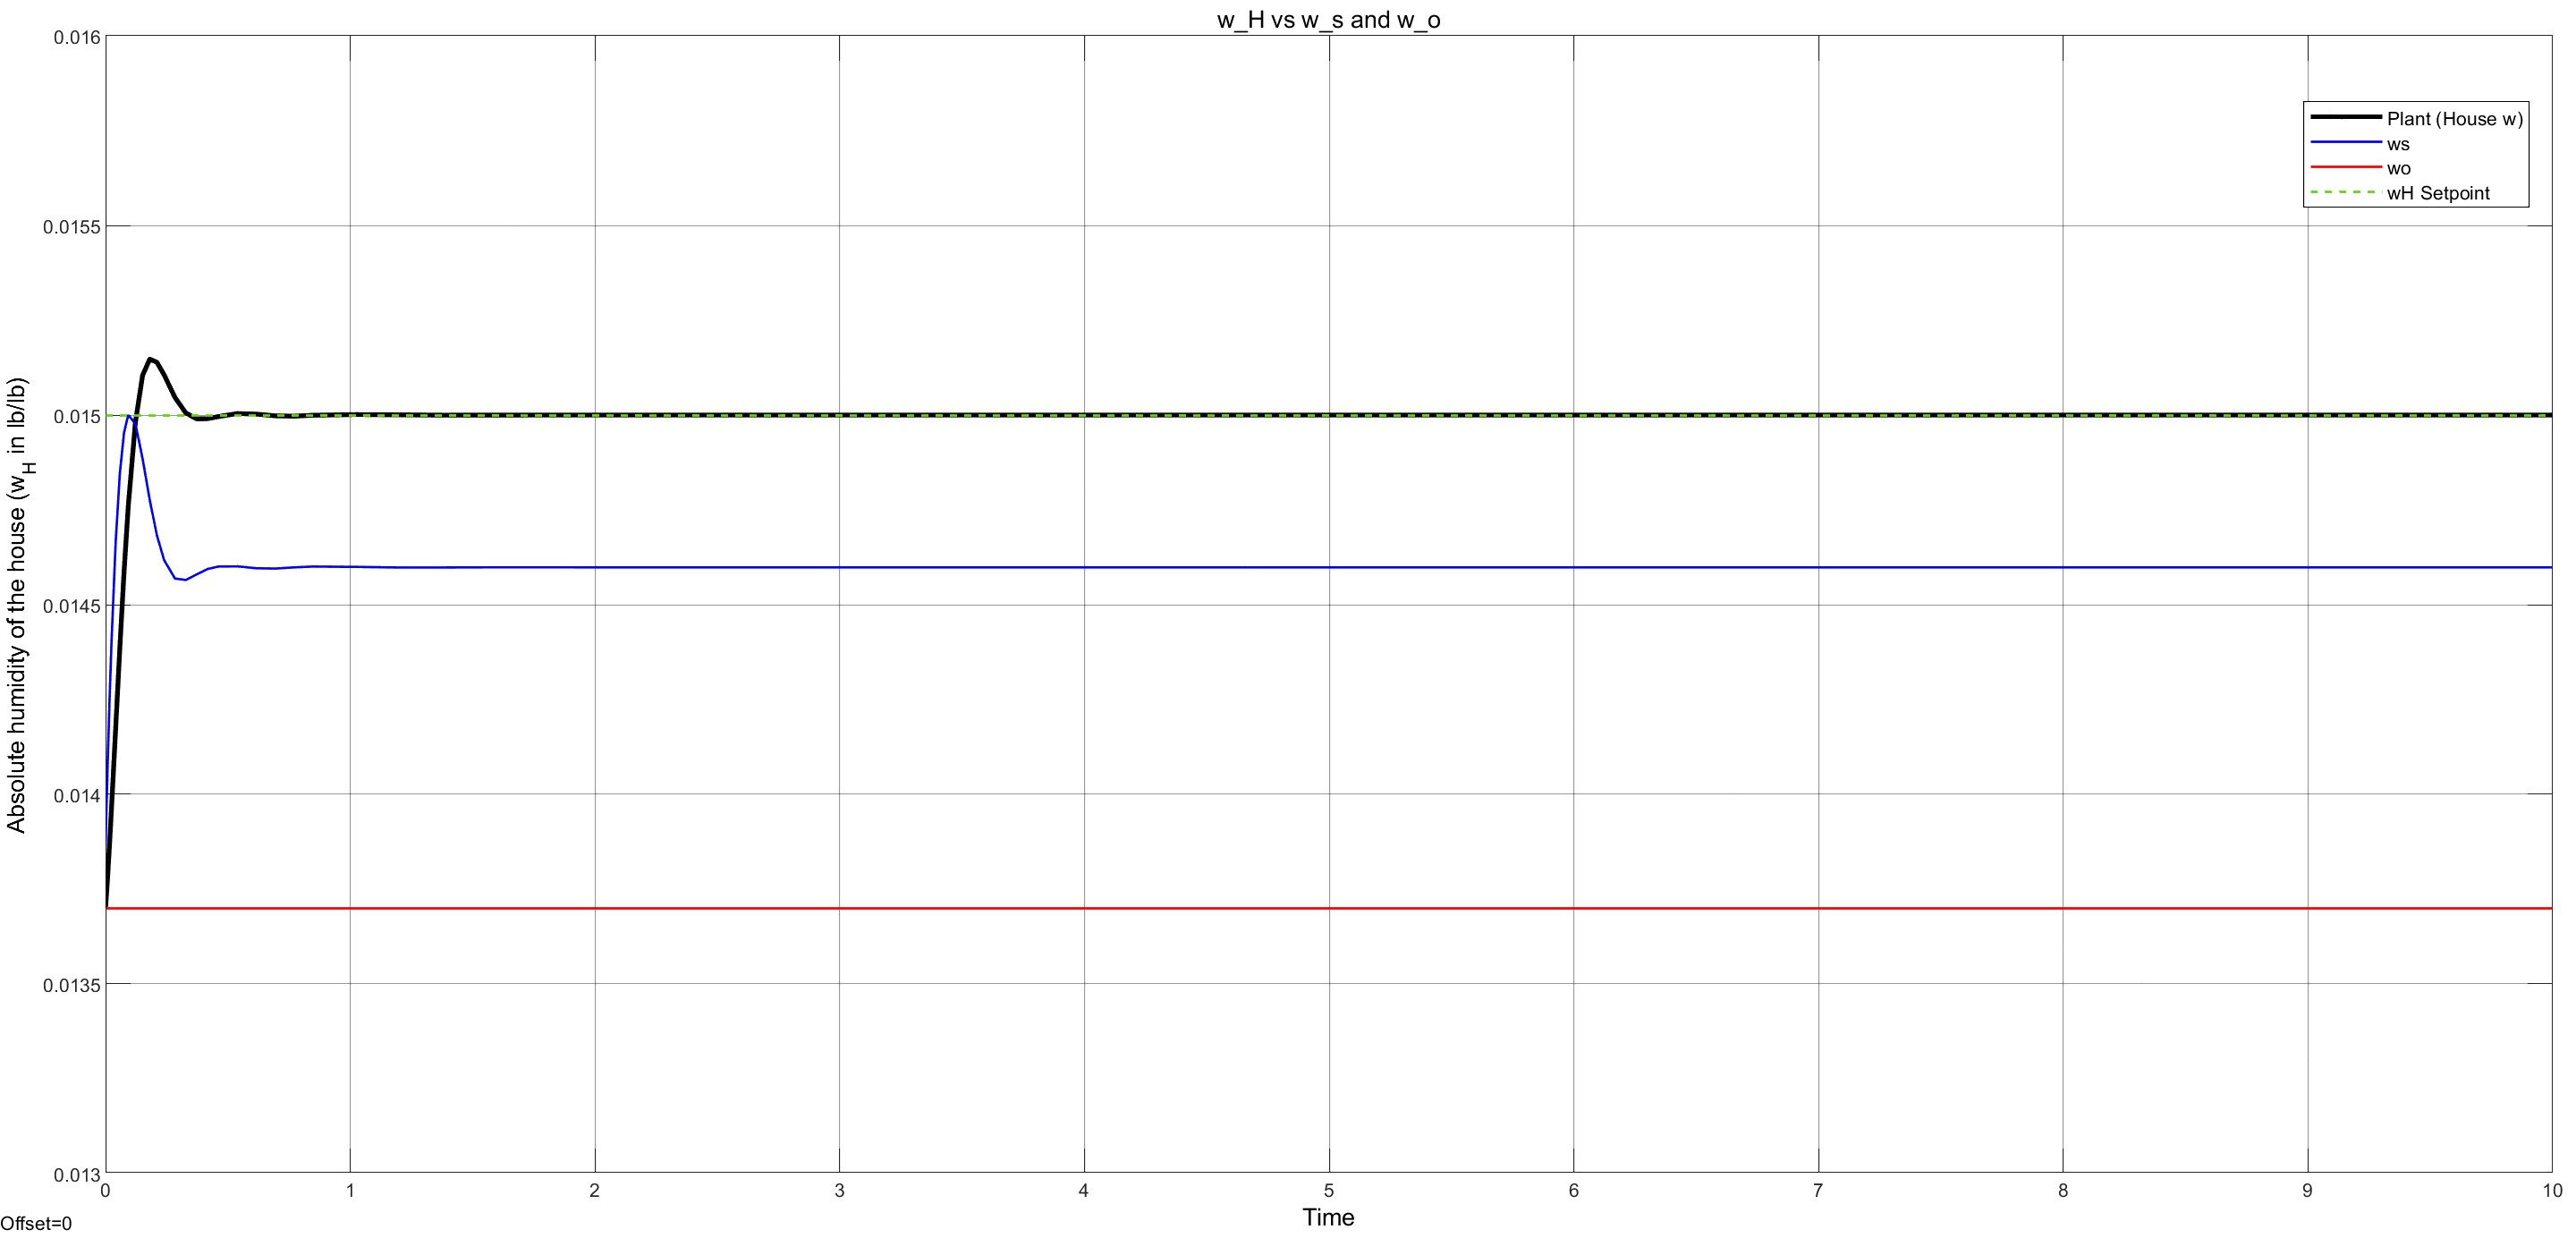 w_H vs w_s and w_o
0.016
0.0155
0.015
0.0145
0.014
0.0135
0.013
Absolute humidity of the house (w_H in lb/lb)
Plant (House w)
ws
wo
wH Setpoint
0 1 2 3 4 5 6 7 8 9 10
Time
Offset=0